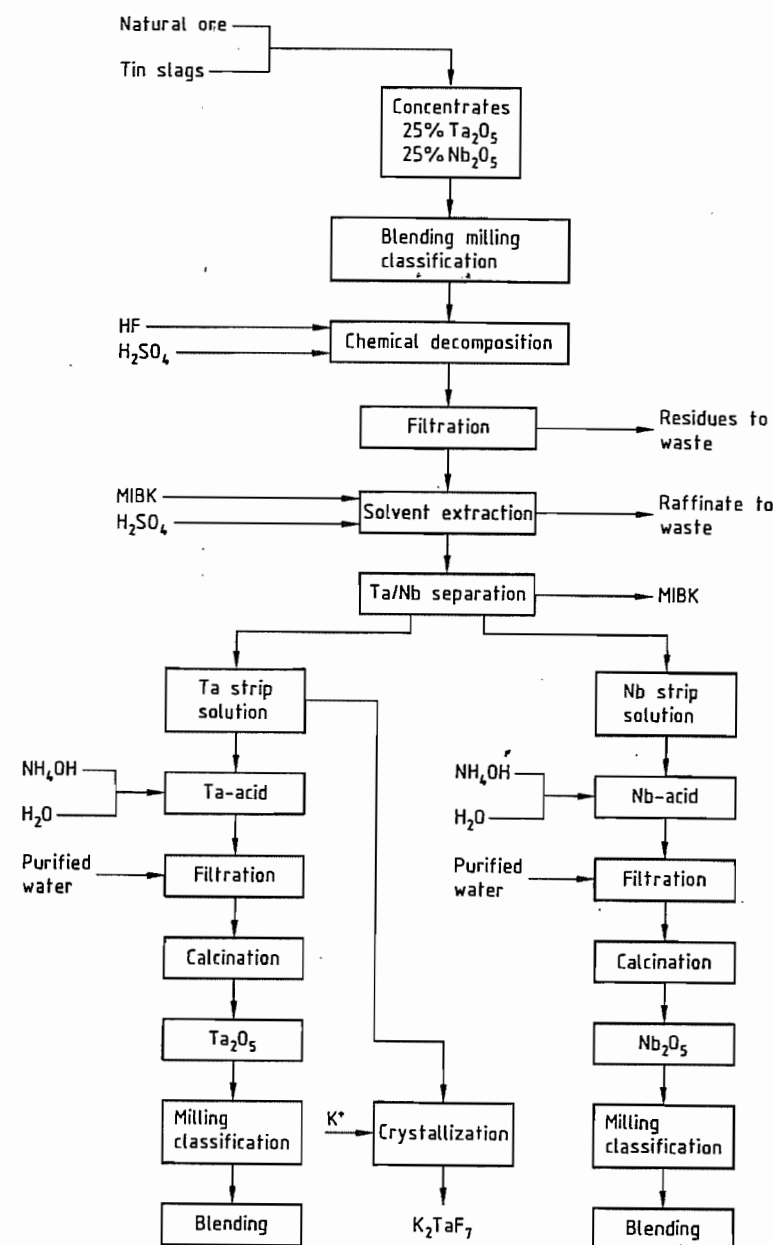 Natural ore
Tin slags
Concentrates
25% Ta₂O₅
25% Nb₂O₅
Blending milling
classification
HF
H₂SO₄
Chemical decomposition
Filtration
Residues to
waste
MIBK
H₂SO₄
Solvent extraction
Raffinate to
waste
Ta/Nb separation
MIBK
Ta strip
solution
Nb strip
solution
NH₄OH
H₂O
Ta-acid
NH₄OH
H₂O
Nb-acid
Purified
water
Filtration
Purified
water
Filtration
Calcination
Calcination
Ta₂O₅
Nb₂O₅
Milling
classification
K⁺
Crystallization
Milling
classification
Blending
K₂TaF₇
Blending